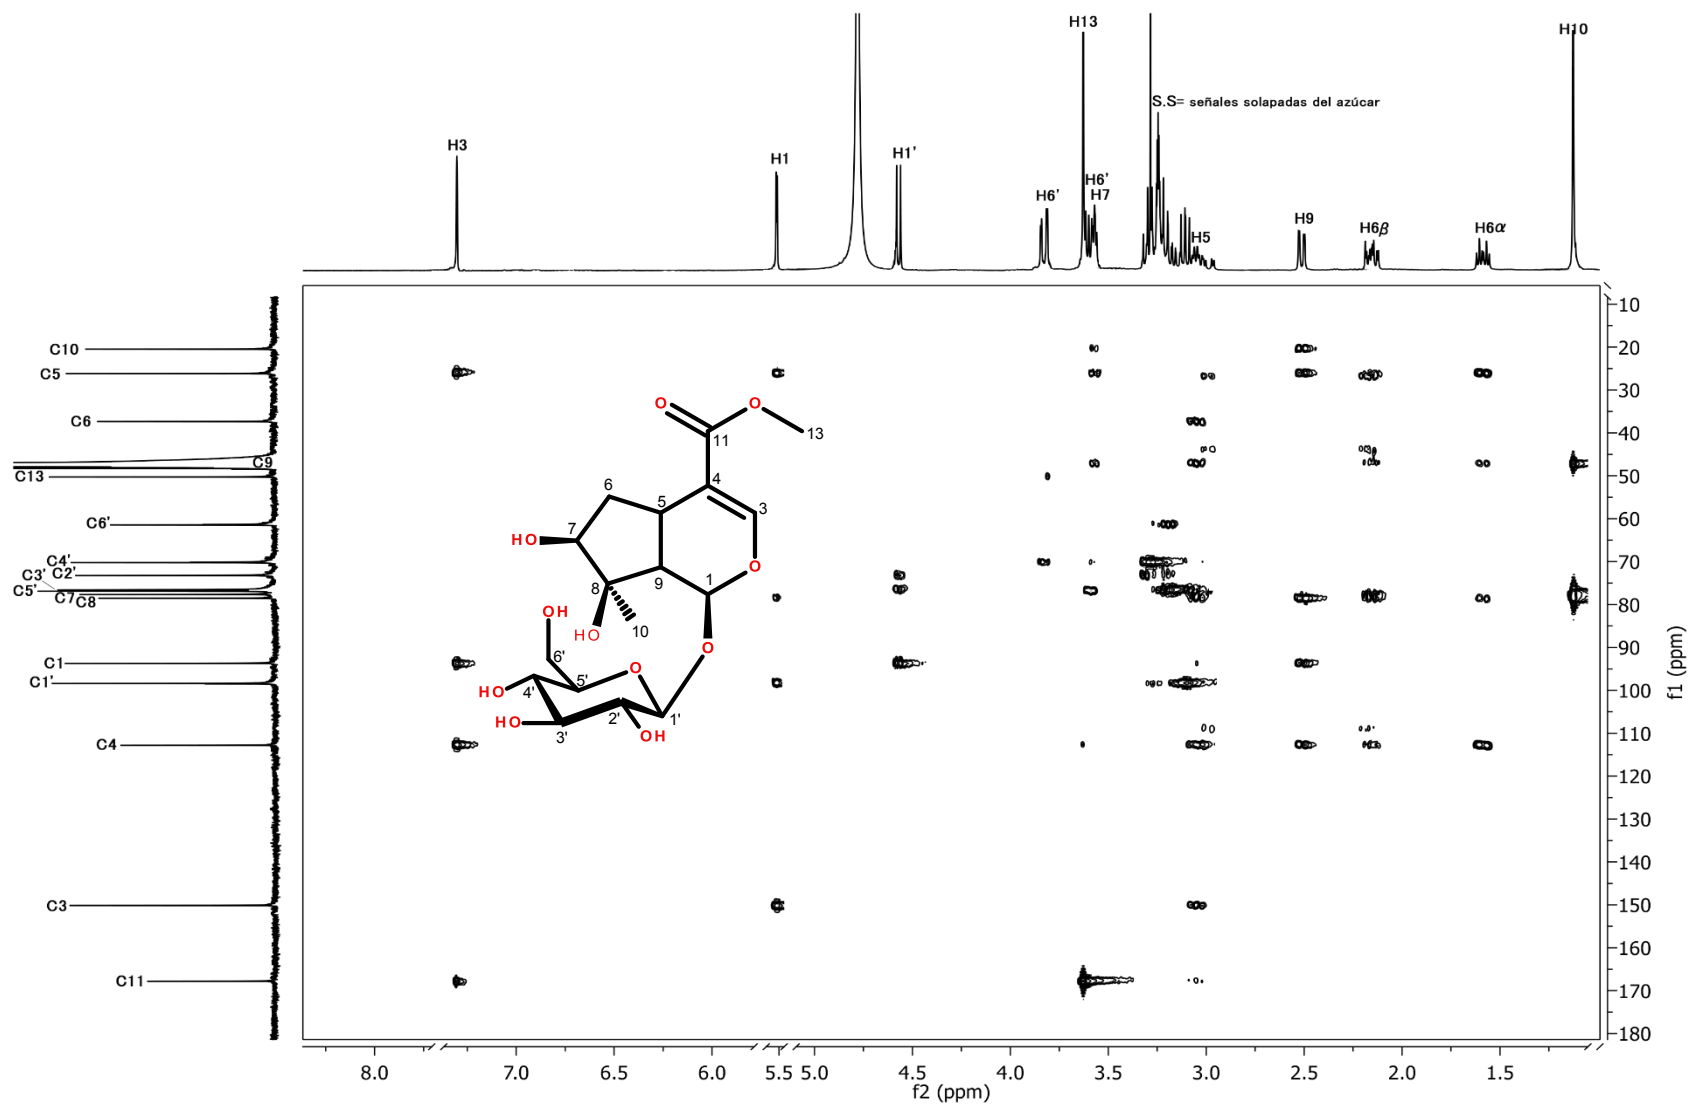 H13
H10
S.S= señales solapadas del azúcar
H3
H1
H1'
H6'
H6'
H7
H5
H9
H6β
H6α
C10
C5
C6
C9
C13
C6'
C4'
C3' C2'
C5'
C7 C8
C1
C1'
C4
C3
C11
O
O
13
11
6
4
5
3
HO
7
O
8
9
1
OH
HO
10
O
6'
O
HO
4'
5'
HO
2'
1'
3'
OH
10
20
30
40
50
60
70
80
90
100
110
120
130
140
150
160
170
180
f1 (ppm)
8.0 7.0 6.5 6.0 5.5 5.0 4.5 4.0 3.5 3.0 2.5 2.0 1.5
f2 (ppm)